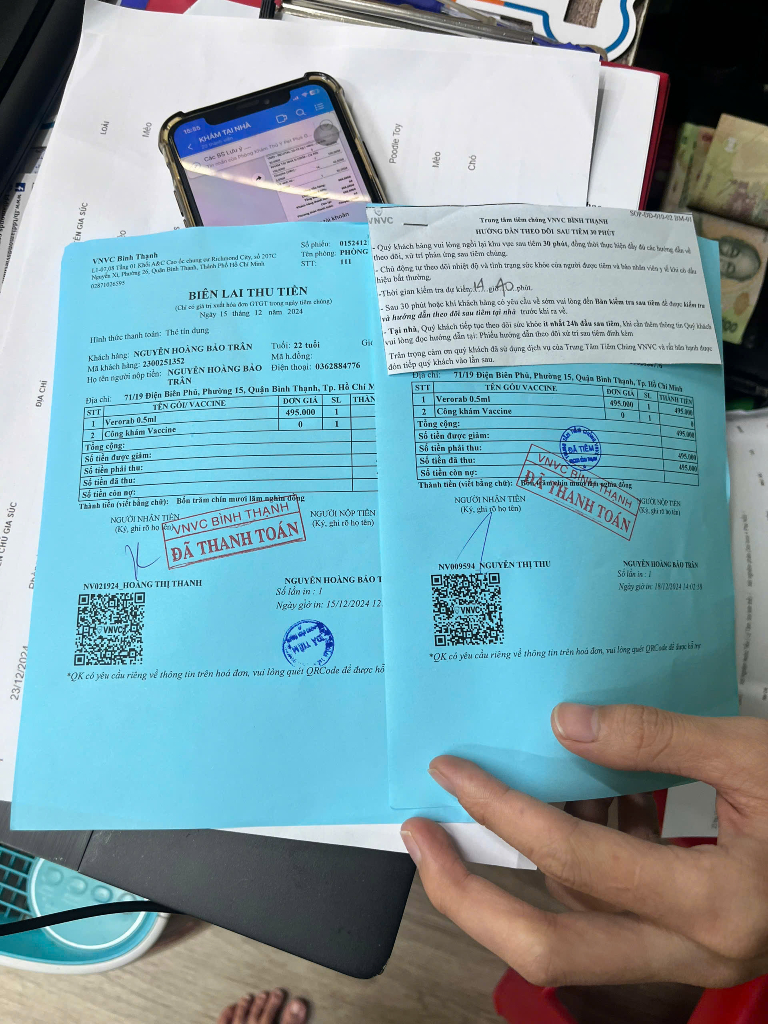 15:53
KHÁM TẠI NHÀ
Các BS Lưu ý ...
LOÀI
Mèo
Poodle Toy
Mèo
Chó
ĐỊA CHỈ
GIA SÚC
CHỦ GIA SÚC
23/12/2024
VNVC Bình Thạnh
L1-07,08 Tầng 01 Khối A&C Cao ốc chung cư Richmond City, số 207C
Nguyễn Xí, Phường 26, Quận Bình Thạnh, Thành Phố Hồ Chí Minh
02871026595
Số phiếu: 0152412
Tên phòng: PHÒNG
STT: 111
BIÊN LAI THU TIỀN
(Chỉ có giá trị xuất hóa đơn GTGT trong ngày tiêm chủng)
Ngày 15 tháng 12 năm 2024
Hình thức thanh toán: Thẻ tín dụng
Khách hàng: NGUYỄN HOÀNG BẢO TRÂN Tuổi: 22 tuổi
Mã khách hàng: 2300251352 Mã h.đồng:
Họ tên người nộp tiền: NGUYỄN HOÀNG BẢO TRÂN Điện thoại: 0362884776
Địa chỉ: 71/19 Điện Biên Phủ, Phường 15, Quận Bình Thạnh, Tp. Hồ Chí Minh
STT TÊN GÓI/ VACCINE ĐƠN GIÁ SL THÀN
1 Verorab 0.5ml 495.000 1
2 Công khám Vaccine 0 1
Tổng cộng:
Số tiền được giảm:
Số tiền phải thu:
Số tiền đã thu:
Số tiền còn nợ:
Thành tiền (viết bằng chữ): Bốn trăm chín mươi lăm nghìn đồng
NGƯỜI NHẬN TIỀN NGƯỜI NỘP TIỀN
(Ký, ghi rõ họ tên) (Ký, ghi rõ họ tên)
VNVC BÌNH THẠNH
ĐÃ THANH TOÁN
NV021924_HOÀNG THỊ THANH NGUYỄN HOÀNG BẢO T
Số lần in : 1
Ngày giờ in: 15/12/2024 12
VNVC
ĐÃ TIÊM
*QK có yêu cầu riêng về thông tin trên hoá đơn, vui lòng quét QRCode để được hỗ
VNVC
SOP-DD-010-02 BM-01
Trung tâm tiêm chủng VNVC BÌNH THẠNH
HƯỚNG DẪN THEO DÕI SAU TIÊM 30 PHÚT
- Quý khách hàng vui lòng ngồi lại khu vực sau tiêm 30 phút, đồng thời thực hiện đầy đủ các hướng dẫn về
theo dõi, xử trí phản ứng sau tiêm chủng.
- Chủ động tự theo dõi nhiệt độ và tình trạng sức khỏe của người được tiêm và báo nhân viên y tế khi có dấu
hiệu bất thường.
-Thời gian kiểm tra dự kiến: 14 giờ 40 phút.
- Sau 30 phút hoặc khi khách hàng có yêu cầu về sớm vui lòng đến Bàn kiểm tra sau tiêm để được kiểm tra
và hướng dẫn theo dõi sau tiêm tại nhà trước khi ra về.
- Tại nhà, Quý khách tiếp tục theo dõi sức khỏe ít nhất 24h đầu sau tiêm, khi cần thêm thông tin Quý khách
vui lòng đọc hướng dẫn tại: Phiếu hướng dẫn theo dõi xử trí sau tiêm đính kèm
Trân trọng cảm ơn quý khách đã sử dụng dịch vụ của Trung Tâm Tiêm Chủng VNVC và rất hân hạnh được
đón tiếp quý khách vào lần sau.
Địa chỉ: 71/19 Điện Biên Phủ, Phường 15, Quận Bình Thạnh, Tp. Hồ Chí Minh
STT TÊN GÓI/ VACCINE ĐƠN GIÁ SL THÀNH TIỀN
1 Verorab 0.5ml 495.000 1 495.000
2 Công khám Vaccine 0 1 0
Tổng cộng: 495.000
Số tiền được giảm:
Số tiền phải thu: 495.000
Số tiền đã thu: 495.000
Số tiền còn nợ:
Thành tiền (viết bằng chữ): Bốn trăm chín mươi lăm nghìn đồng
ĐÃ TIÊM
NGƯỜI NHẬN TIỀN NGƯỜI NỘP TIỀN
(Ký, ghi rõ họ tên) (Ký, ghi rõ họ tên)
VNVC BÌNH THẠNH
ĐÃ THANH TOÁN
NV009594_NGUYỄN THỊ THU NGUYỄN HOÀNG BẢO TRÂN
Số lần in : 1
VNVC
*QK có yêu cầu riêng về thông tin trên hoá đơn, vui lòng quét QRCode để được hỗ trợ